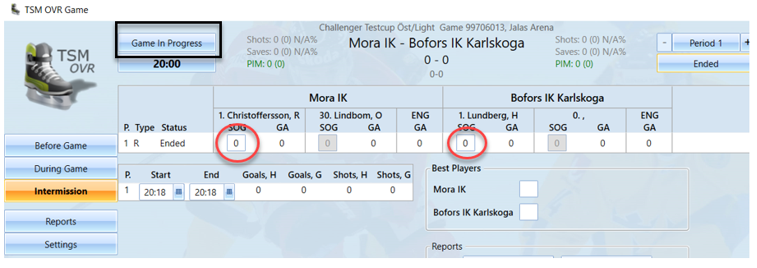 TSM OVR Game
Challenger Testcup Öst/Light Game 99706013, Jalas Arena
Game In Progress
20:00
Shots: 0 (0) N/A%
Saves: 0 (0) N/A%
PIM: 0 (0)
Mora IK - Bofors IK Karlskoga
0 - 0
0-0
Shots: 0 (0) N/A%
Saves: 0 (0) N/A%
PIM: 0 (0)
- Period 1 +
Ended
TSM
OVR
Before Game
During Game
Intermission
Reports
Settings
Mora IK Bofors IK Karlskoga
1. Christoffersson, R 30. Lindbom, O ENG 1. Lundberg, H 0. , ENG
P. Type Status SOG GA SOG GA GA SOG GA SOG GA GA
1 R Ended 0 0 0 0 0 0 0 0 0 0
P. Start End Goals, H Goals, G Shots, H Shots, G
1 20:18 20:18 0 0 0 0
Best Players
Mora IK
Bofors IK Karlskoga
Reports